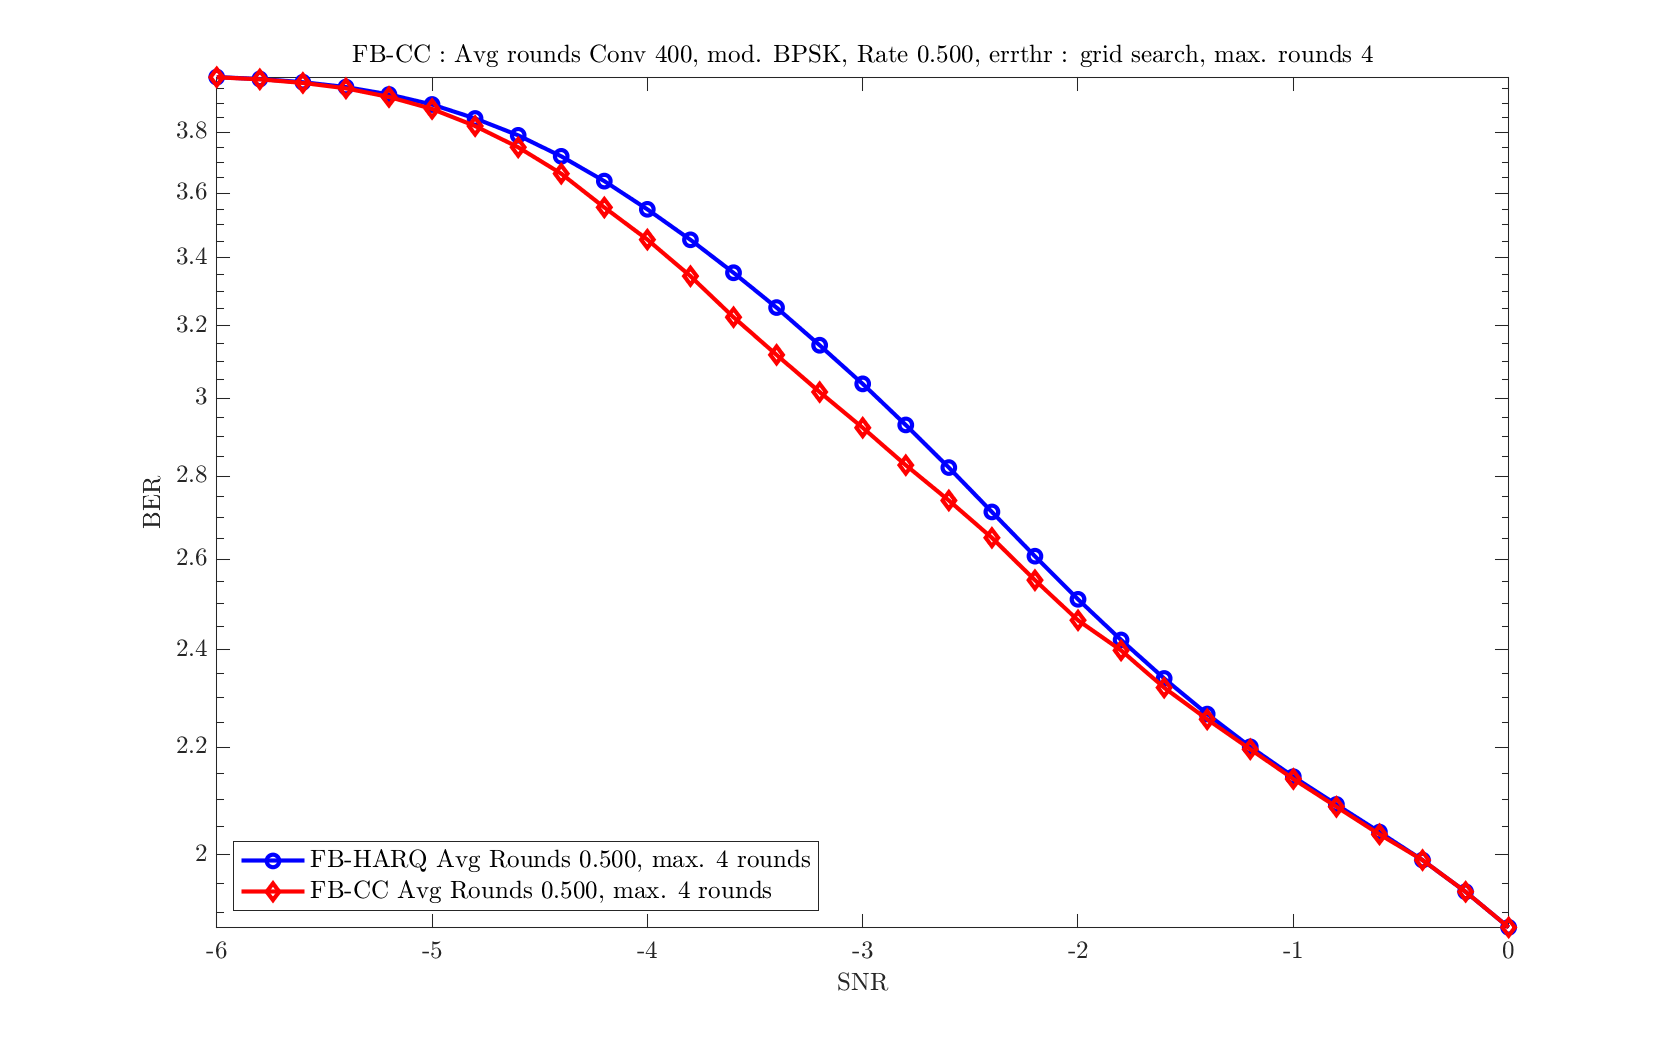 FB-CC : Avg rounds Conv 400, mod. BPSK, Rate 0.500, errthr : grid search, max. rounds 4
3.8
3.6
3.4
3.2
3
2.8
2.6
2.4
2.2
2
BER
FB-HARQ Avg Rounds 0.500, max. 4 rounds
FB-CC Avg Rounds 0.500, max. 4 rounds
-6 -5 -4 -3 -2 -1 0
SNR